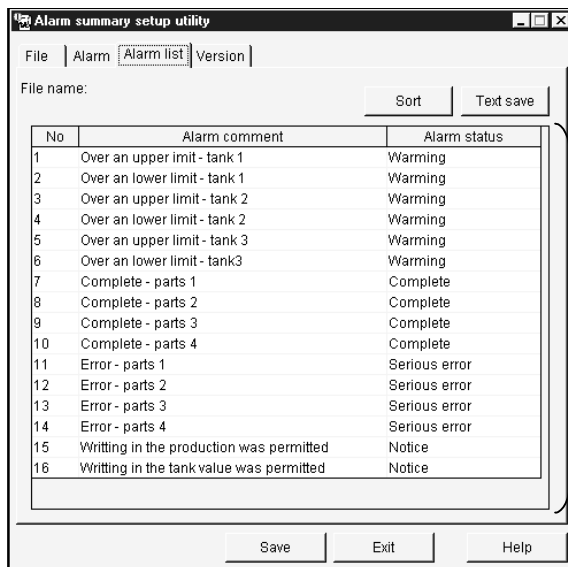 Alarm summary setup utility
File Alarm Alarm list Version
File name:
Sort Text save
No Alarm comment Alarm status
1 Over an upper imit - tank 1 Warming
2 Over an lower limit - tank 1 Warming
3 Over an upper limit - tank 2 Warming
4 Over an lower limit - tank 2 Warming
5 Over an upper limit - tank 3 Warming
6 Over an lower limit - tank3 Warming
7 Complete - parts 1 Complete
8 Complete - parts 2 Complete
9 Complete - parts 3 Complete
10 Complete - parts 4 Complete
11 Error - parts 1 Serious error
12 Error - parts 2 Serious error
13 Error - parts 3 Serious error
14 Error - parts 4 Serious error
15 Writting in the production was permitted Notice
16 Writting in the tank value was permitted Notice
Save Exit Help